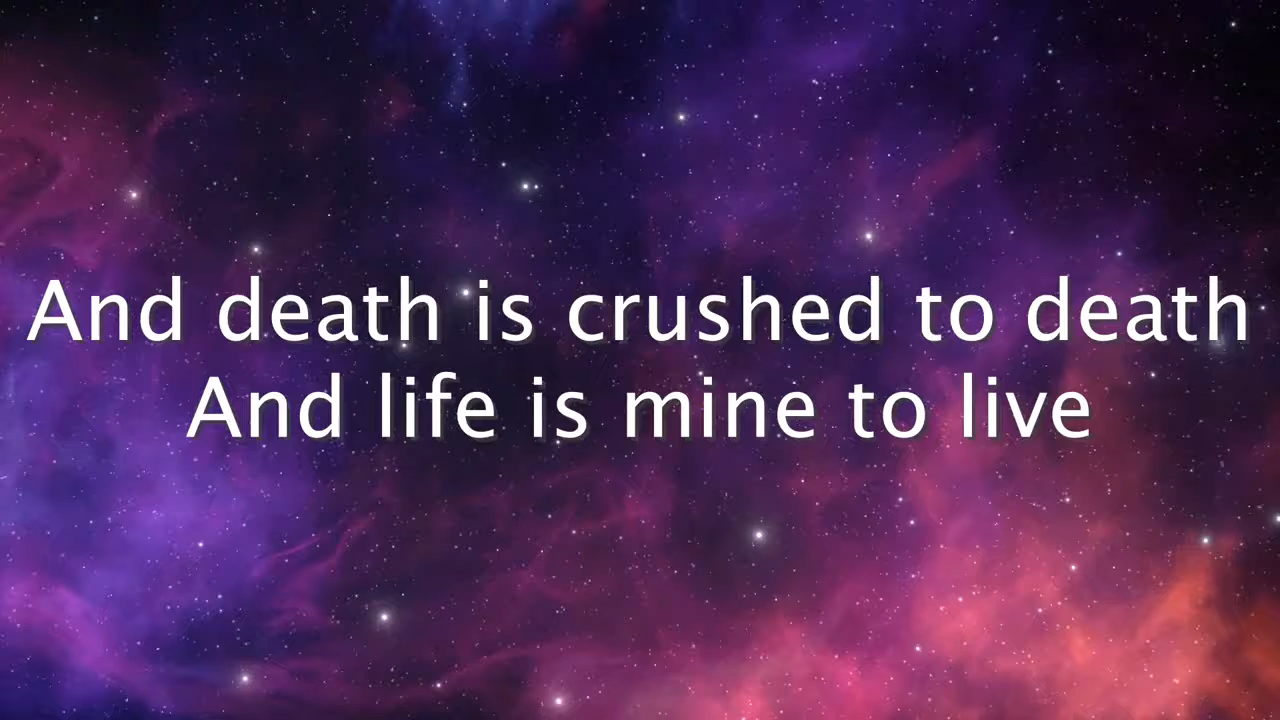 And death is crushed to death
And life is mine to live